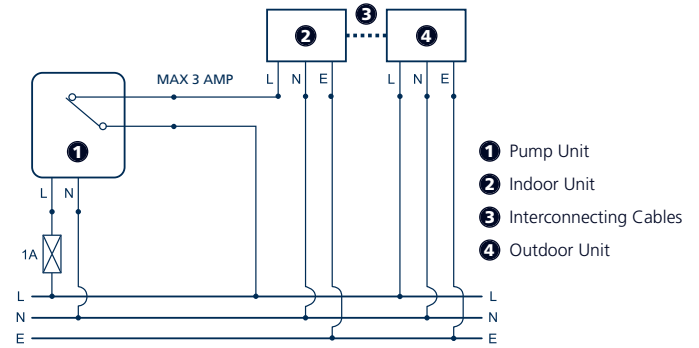 3
2
4
MAX 3 AMP
L N E
L N E
1
1 Pump Unit
2 Indoor Unit
3 Interconnecting Cables
4 Outdoor Unit
L N
1A
L L
N N
E E